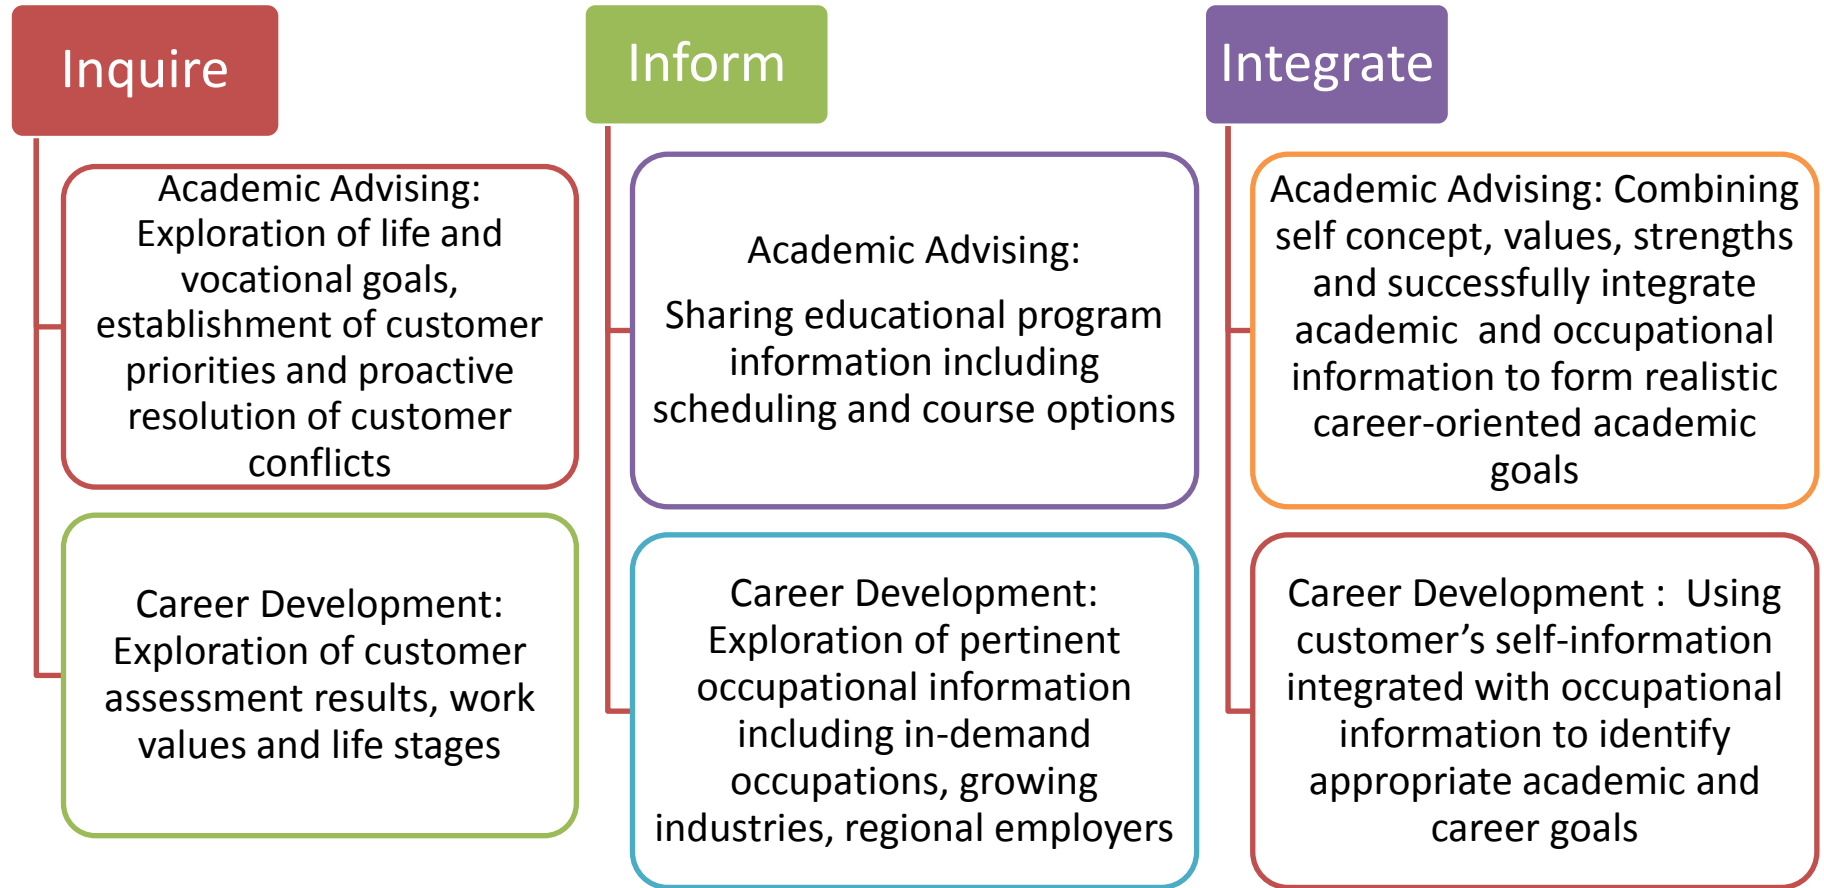 Inquire
Academic Advising:
Exploration of life and
vocational goals,
establishment of customer
priorities and proactive
resolution of customer
conflicts
Career Development:
Exploration of customer
assessment results, work
values and life stages
Inform
Academic Advising:
Sharing educational program
information including
scheduling and course options
Career Development:
Exploration of pertinent
occupational information
including in-demand
occupations, growing
industries, regional employers
Integrate
Academic Advising: Combining
self concept, values, strengths
and successfully integrate
academic  and occupational
information to form realistic
career-oriented academic
goals
Career Development :  Using
customer’s self-information
integrated with occupational
information to identify
appropriate academic and
career goals